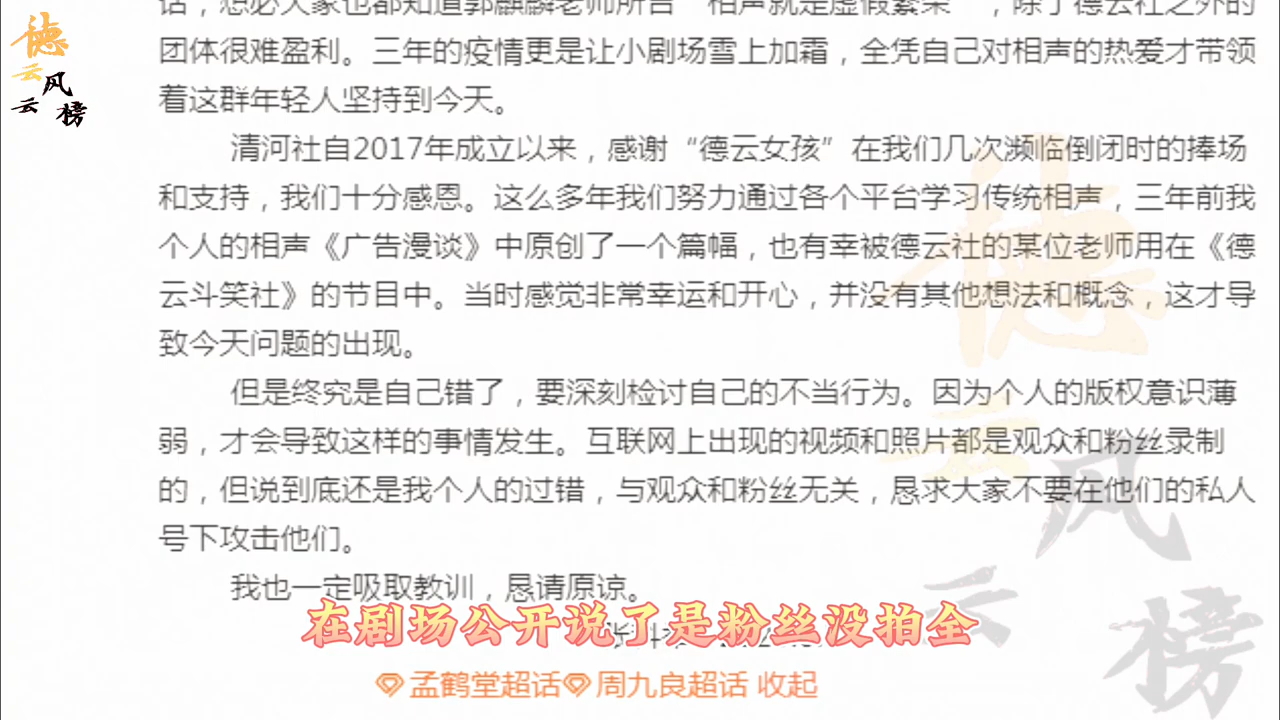 德云风云榜
话，想必大家也都知道郭麒麟老师所言“相声就是虚假繁荣”，除了德云社之外的
团体很难盈利。三年的疫情更是让小剧场雪上加霜，全凭自己对相声的热爱才带领
着这群年轻人坚持到今天。
清河社自2017年成立以来，感谢“德云女孩”在我们几次濒临倒闭时的捧场
和支持，我们十分感恩。这么多年我们努力通过各个平台学习传统相声，三年前我
个人的相声《广告漫谈》中原创了一个篇幅，也有幸被德云社的某位老师用在《德
云斗笑社》的节目中。当时感觉非常幸运和开心，并没有其他想法和概念，这才导
致今天问题的出现。
但是终究是自己错了，要深刻检讨自己的不当行为。因为个人的版权意识薄
弱，才会导致这样的事情发生。互联网上出现的视频和照片都是观众和粉丝录制
的，但说到底还是我个人的过错，与观众和粉丝无关，恳求大家不要在他们的私人
号下攻击他们。
我也一定吸取教训，恳请原谅。
在剧场公开说了是粉丝没拍全
孟鹤堂超话 周九良超话 收起
德云风云榜